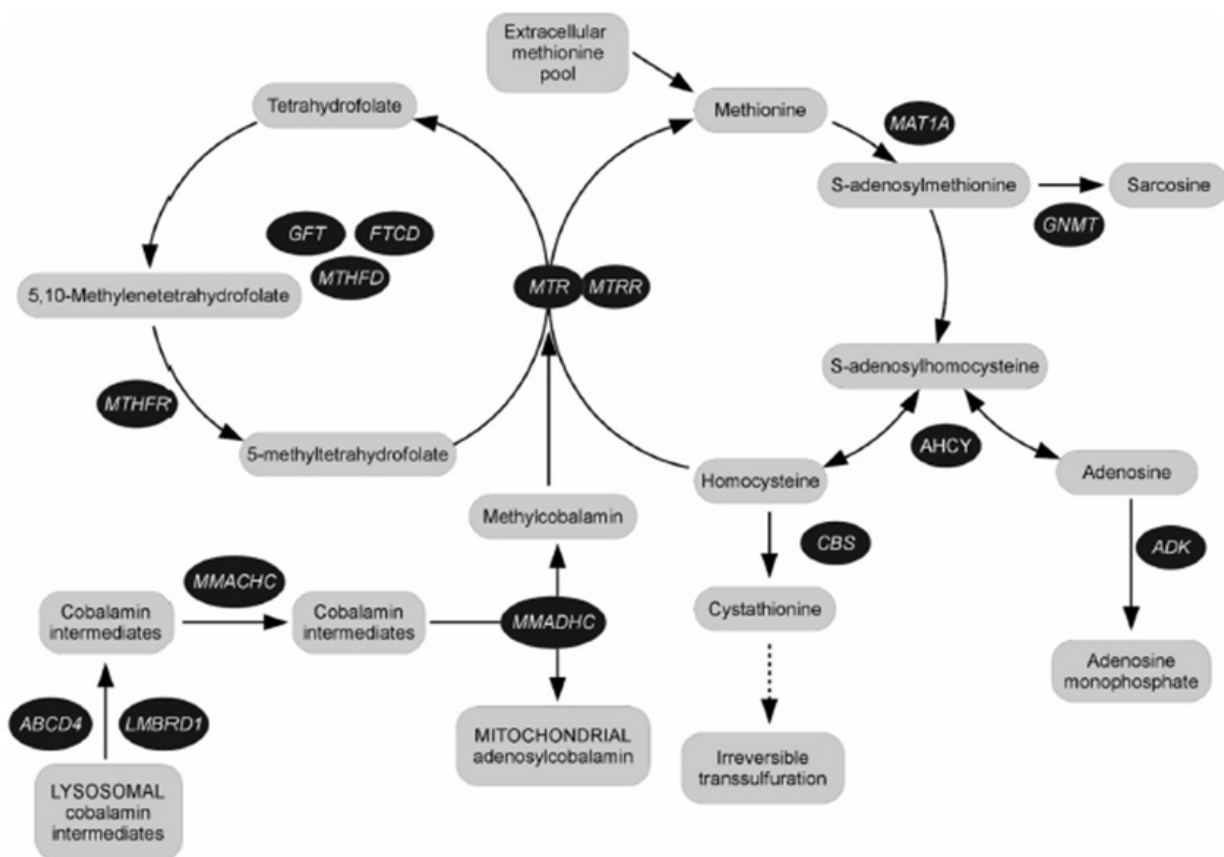 Extracellular
methionine
pool
Tetrahydrofolate
Methionine
MAT1A
S-adenosylmethionine
Sarcosine
GNMT
GFT
FTCD
MTHFD
5,10-Methylenetetrahydrofolate
MTR
MTRR
S-adenosylhomocysteine
MTHFR
AHCY
5-methyltetrahydrofolate
Homocysteine
Adenosine
Methylcobalamin
CBS
ADK
MMACHC
Cobalamin
intermediates
Cobalamin
intermediates
MMADHC
Cystathionine
Adenosine
monophosphate
ABCD4
LMBRD1
MITOCHONDRIAL
adenosylcobalamin
Irreversible
transsulfuration
LYSOSOMAL
cobalamin
intermediates